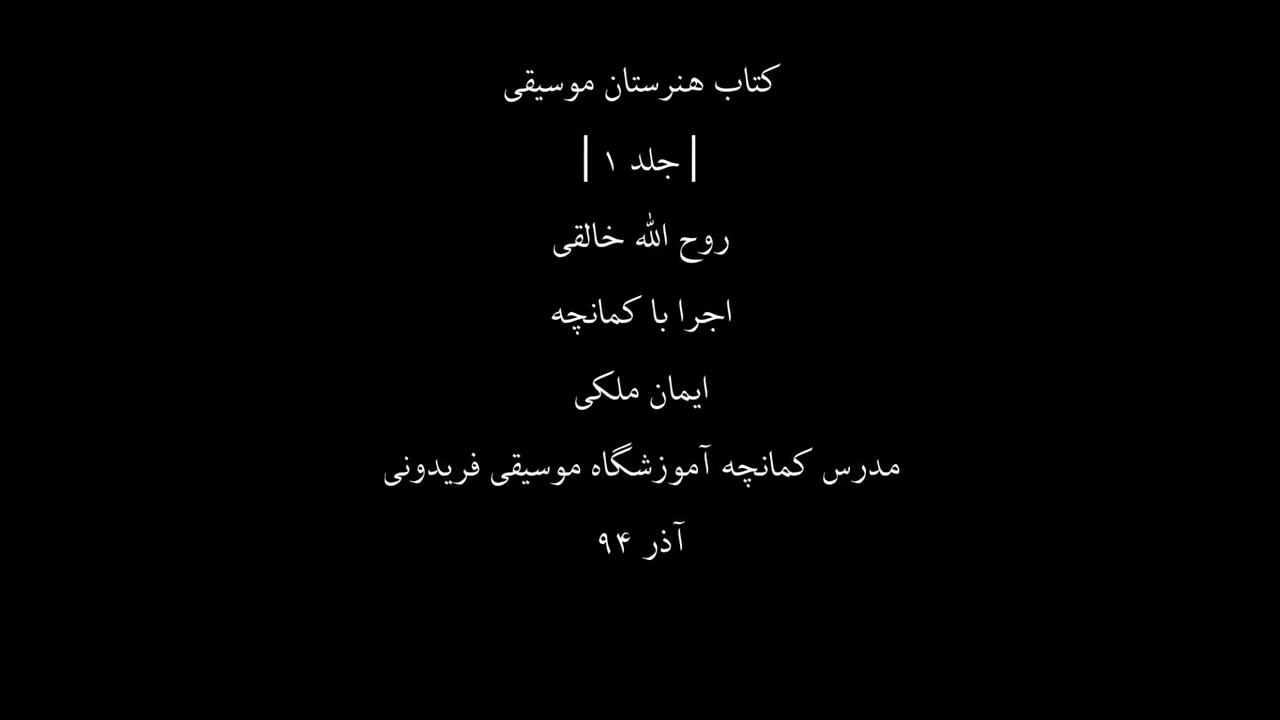 کتاب هنرستان موسیقی
| جلد ۱ |
روح الله خالقی
اجرا با کمانچه
ایمان ملکی
مدرس کمانچه آموزشگاه موسیقی فریدونی
آذر ۹۴